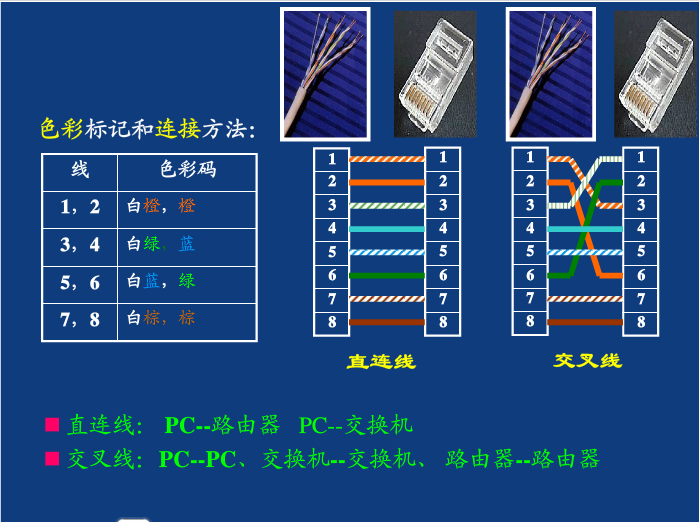 色彩标记和连接方法：
线 色彩码
1，2 白橙，橙
3，4 白绿，蓝
5，6 白蓝，绿
7，8 白棕，棕
1 1 1 1
2 2 2 2
3 3 3 3
4 4 4 4
5 5 5 5
6 6 6 6
7 7 7 7
8 8 8 8
直连线 交叉线
直连线： PC--路由器 PC--交换机
交叉线：PC--PC、交换机--交换机、 路由器--路由器